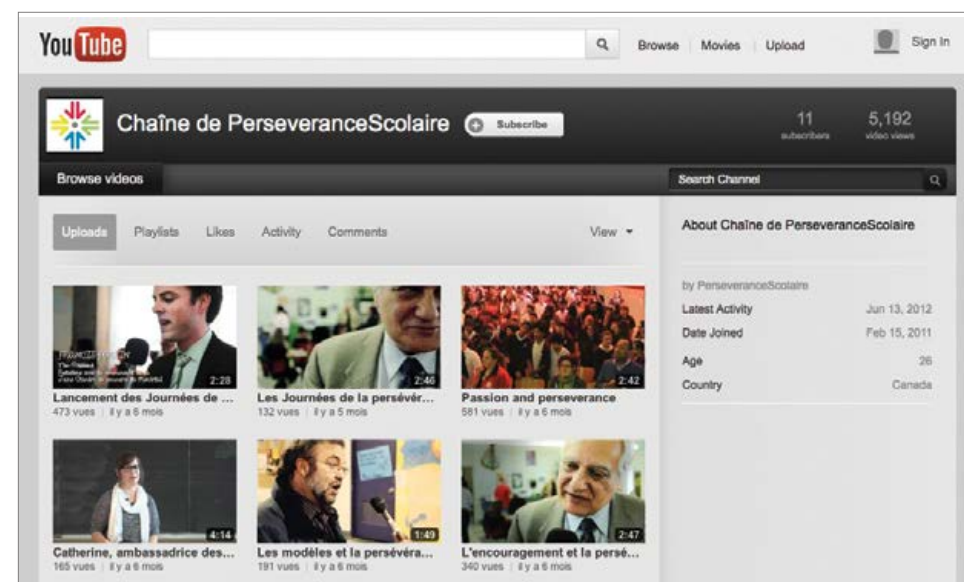 YouTube
Browse Movies Upload Sign In
Chaîne de PerseveranceScolaire Subscribe
11 5,192
subscribers video views
Browse videos Search Channel
Uploads Playlists Likes Activity Comments View
About Chaîne de PerseveranceScolaire
by PerseveranceScolaire
Latest Activity Jun 13, 2012
Date Joined Feb 15, 2011
Age 26
Country Canada
2:28 2:46 2:42
Lancement des Journées de ... Les Journées de la persévér... Passion and perseverance
473 vues il y a 6 mois 132 vues il y a 5 mois 581 vues il y a 6 mois
4:14 1:49 2:47
Catherine, ambassadrice des... Les modèles et la persévéra... L'encouragement et la persé...
165 vues il y a 6 mois 191 vues il y a 6 mois 340 vues il y a 6 mois